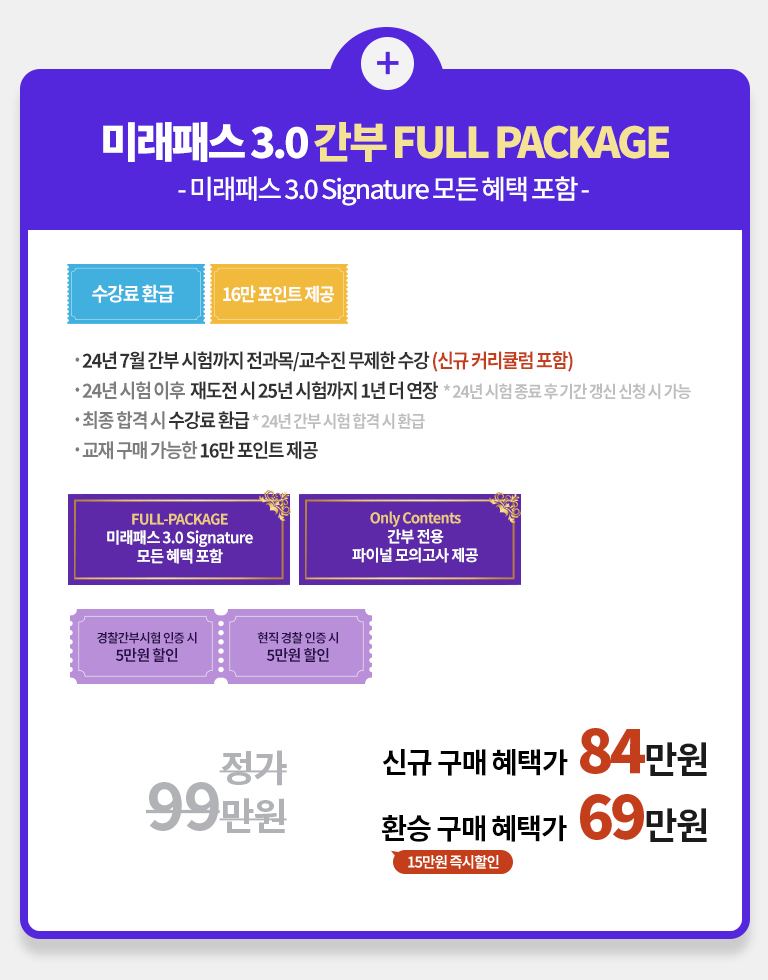 +
미래패스 3.0 간부 FULL PACKAGE
- 미래패스 3.0 Signature 모든 혜택 포함 -
수강료 환급
16만 포인트 제공
· 24년 7월 간부 시험까지 전과목/교수진 무제한 수강 (신규 커리큘럼 포함)
· 24년 시험 이후 재도전 시 25년 시험까지 1년 더 연장 * 24년 시험 종료 후 기간 갱신 신청 시 가능
· 최종 합격 시 수강료 환급 * 24년 간부 시험 합격 시 환급
· 교재 구매 가능한 16만 포인트 제공
FULL-PACKAGE
미래패스 3.0 Signature
모든 혜택 포함
Only Contents
간부 전용
파이널 모의고사 제공
경찰간부시험 인증 시
5만원 할인
현직 경찰 인증 시
5만원 할인
정가
99만원
신규 구매 혜택가 84만원
환승 구매 혜택가 69만원
15만원 즉시할인